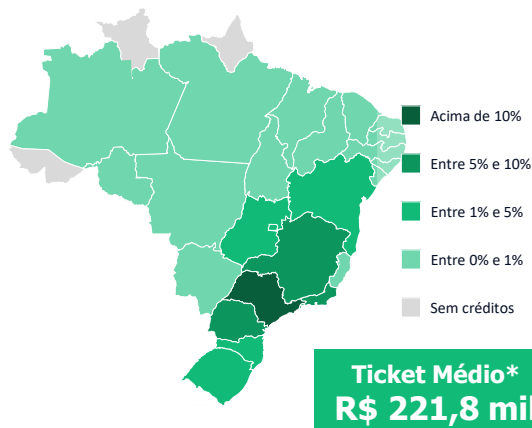 Acima de 10%
Entre 5% e 10%
Entre 1% e 5%
Entre 0% e 1%
Sem créditos
Ticket Médio*
R$ 221,8 mil